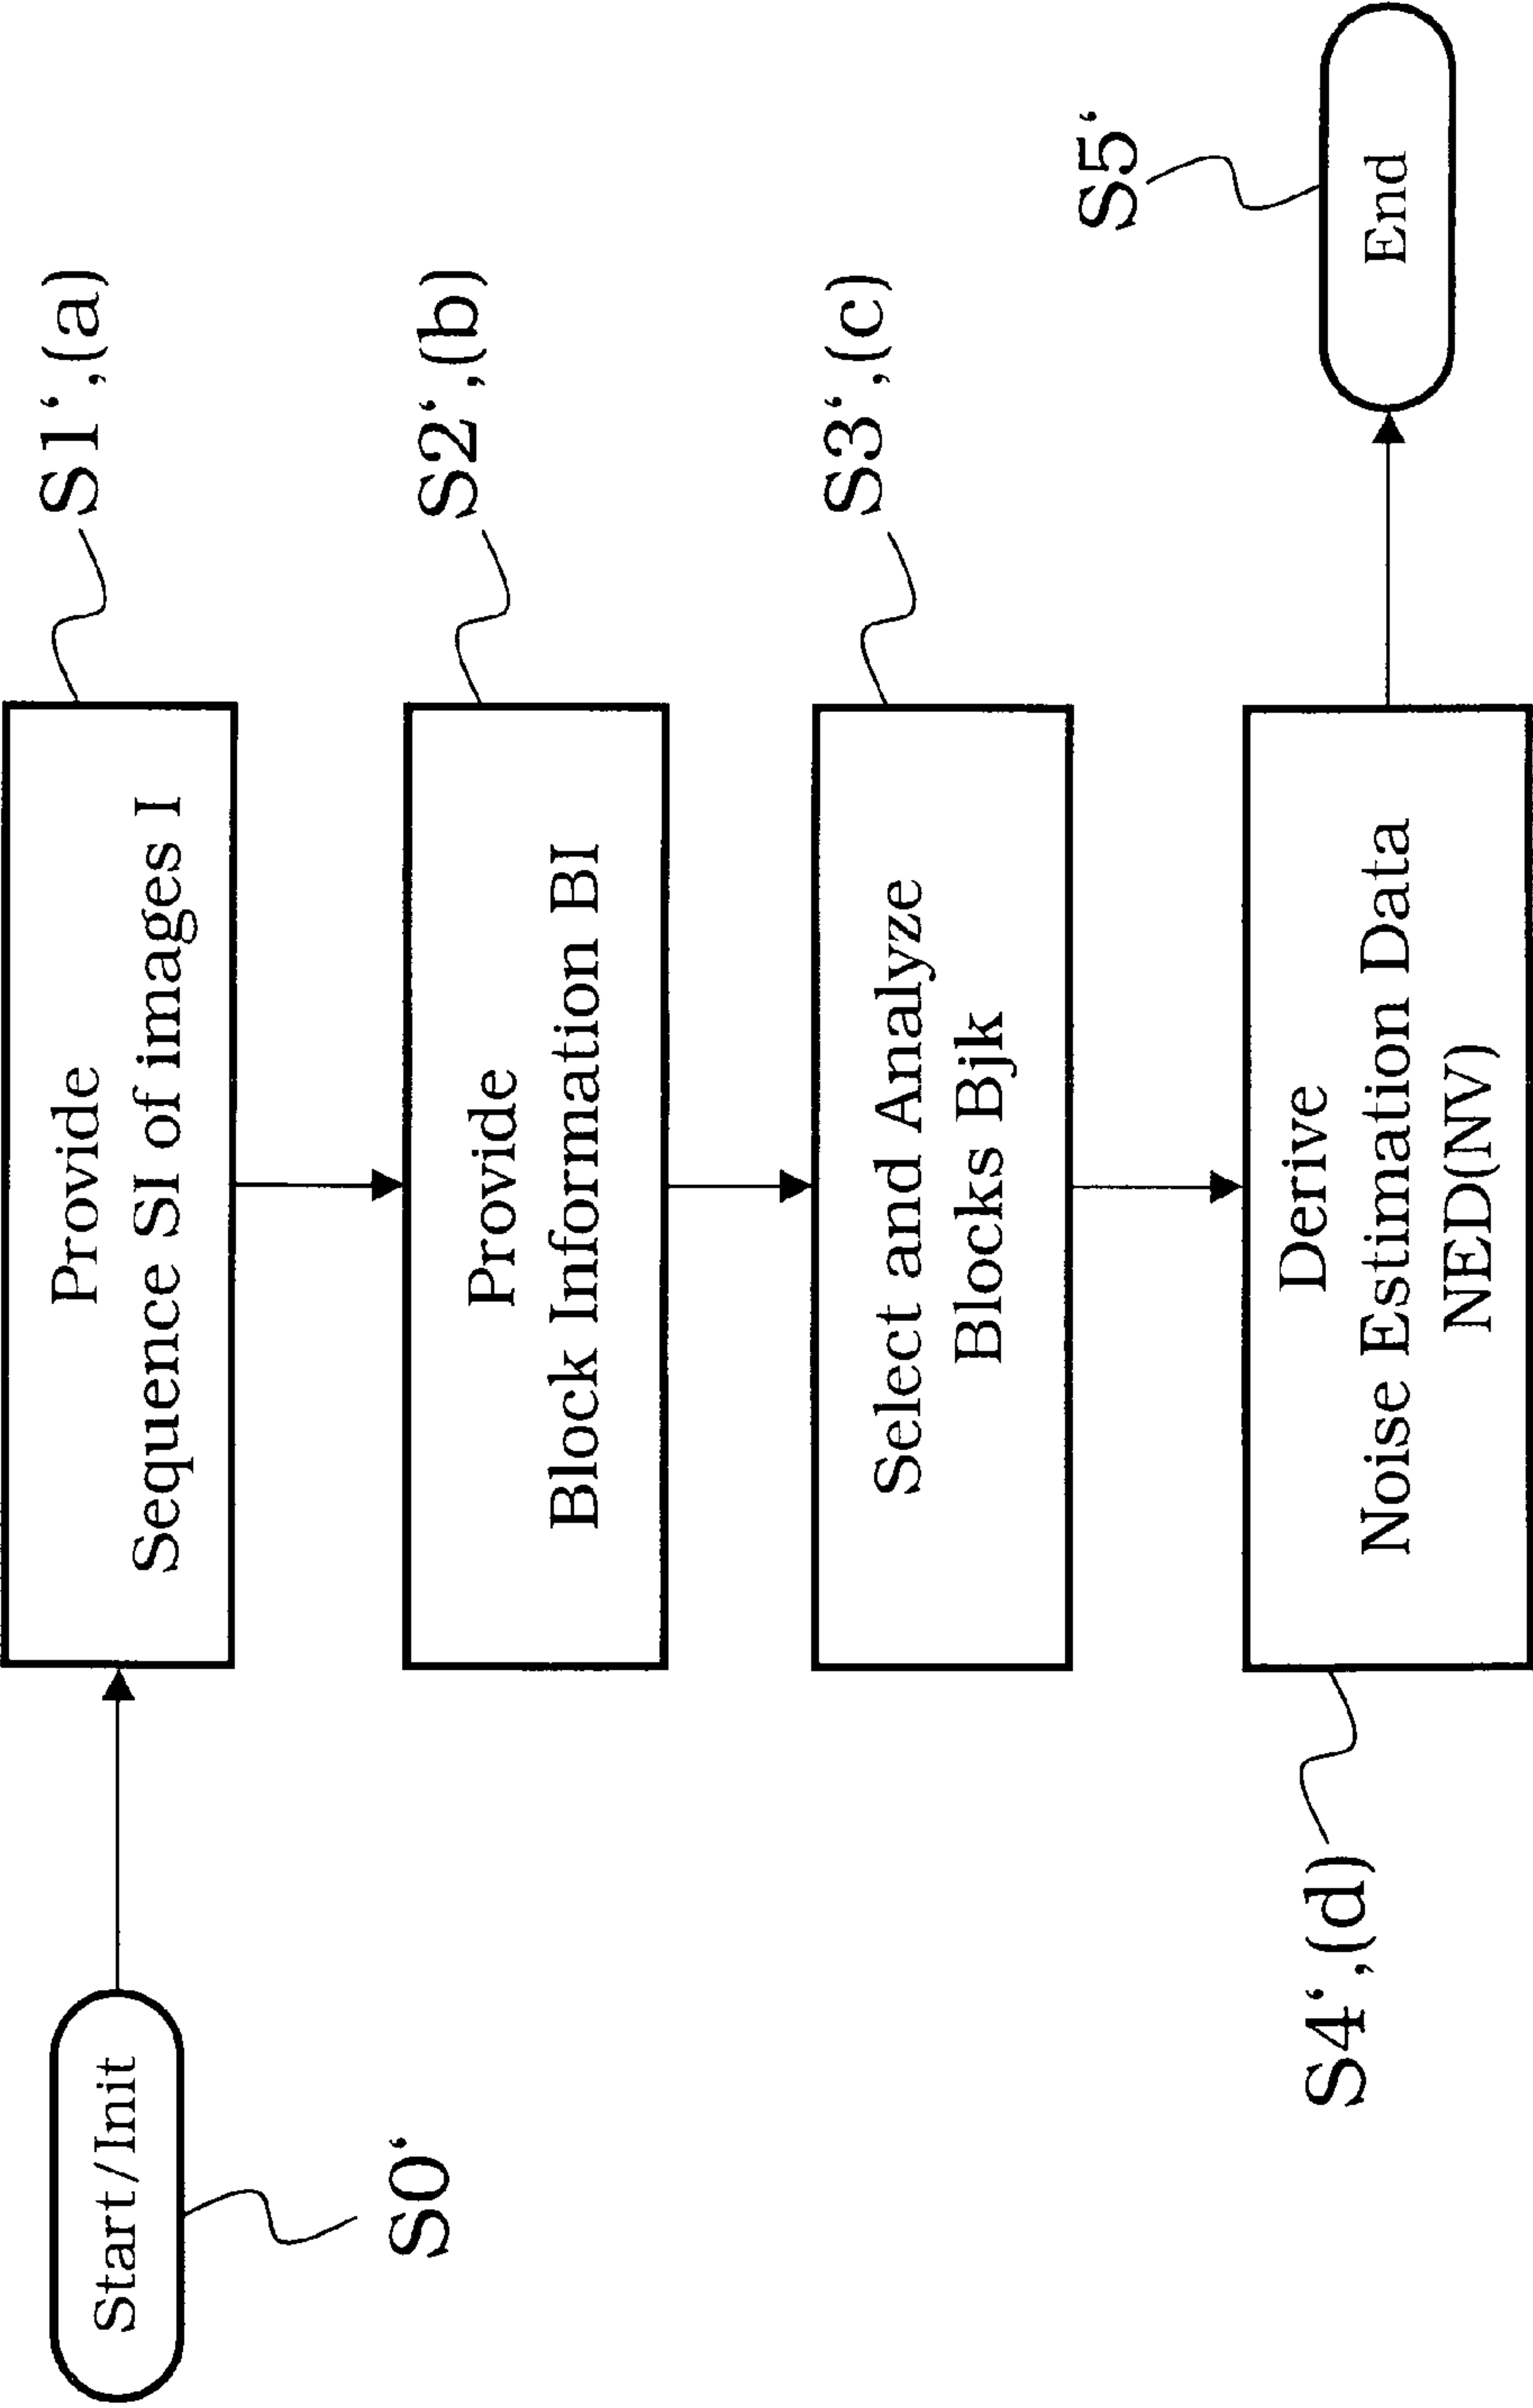 Start/Init
S0‘
Provide
Sequence SI of images I
S1‘,(a)
Provide
Block Information BI
S2‘,(b)
Select and Analyze
Blocks Bjk
S3‘,(c)
Derive
Noise Estimation Data
NED(NV)
S4‘,(d)
End
S5‘